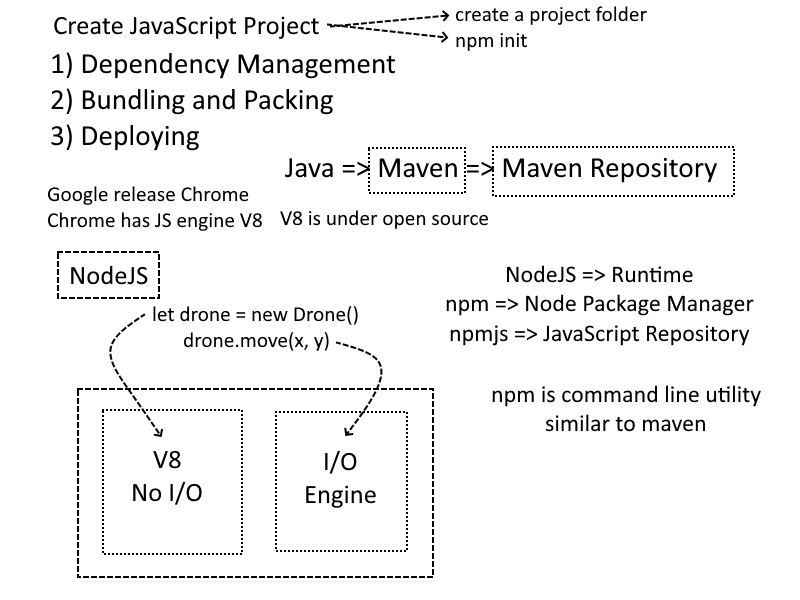 Create JavaScript Project
create a project folder
npm init
1) Dependency Management
2) Bundling and Packing
3) Deploying
Java => Maven => Maven Repository
Google release Chrome
Chrome has JS engine V8
V8 is under open source
NodeJS
NodeJS => Runtime
npm => Node Package Manager
npmjs => JavaScript Repository
let drone = new Drone()
drone.move(x, y)
npm is command line utility
similar to maven
V8
No I/O
I/O
Engine